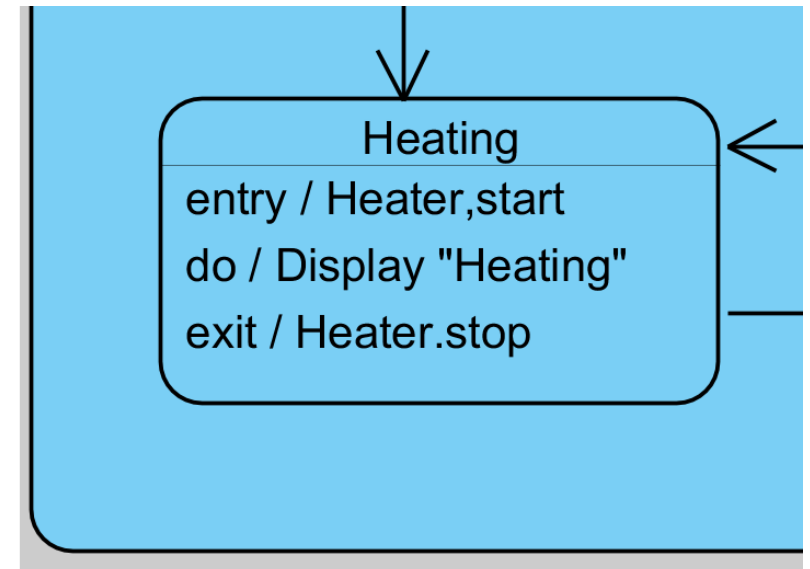 Heating
entry / Heater,start
do / Display "Heating"
exit / Heater.stop